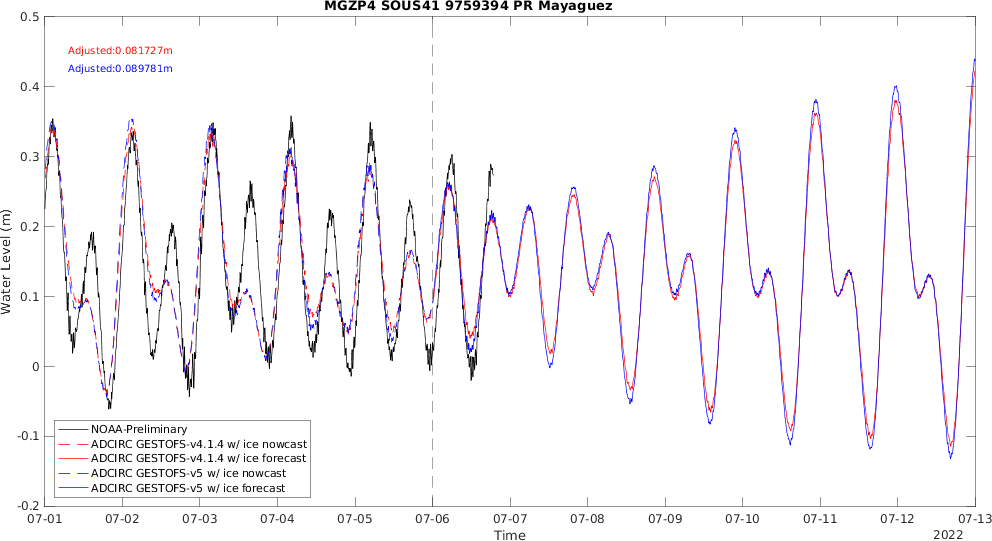 MGZP4 SOUS41 9759394 PR Mayaguez
0.5
Adjusted:0.081727m
Adjusted:0.089781m
0.4
0.3
0.2
0.1
0
-0.1
-0.2
Water Level (m)
NOAA-Preliminary
ADCIRC GESTOFS-v4.1.4 w/ ice nowcast
ADCIRC GESTOFS-v4.1.4 w/ ice forecast
ADCIRC GESTOFS-v5 w/ ice nowcast
ADCIRC GESTOFS-v5 w/ ice forecast
07-01 07-02 07-03 07-04 07-05 07-06 07-07 07-08 07-09 07-10 07-11 07-12 07-13
Time
2022